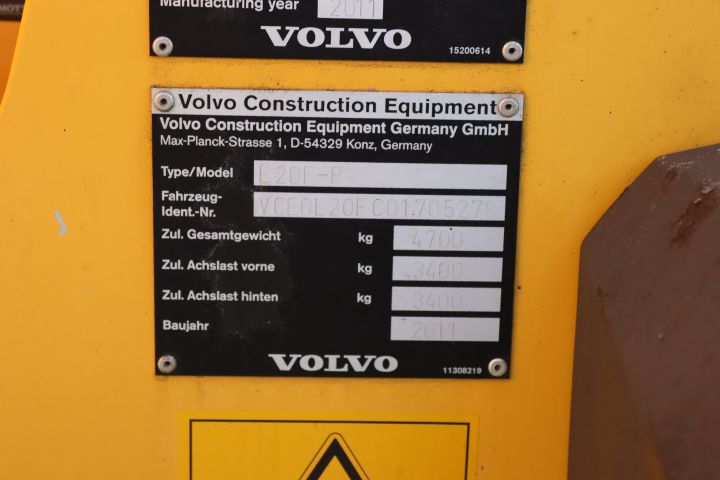 Manufacturing year 2011
VOLVO
15200614
Volvo Construction Equipment
Volvo Construction Equipment Germany GmbH
Max-Planck-Strasse 1, D-54329 Konz, Germany
Type/Model L20F-P
Fahrzeug-
Ident.-Nr. VCE0L20FC01705279
Zul. Gesamtgewicht kg 4700
Zul. Achslast vorne kg 3400
Zul. Achslast hinten kg 3400
Baujahr 2011
VOLVO
11308219